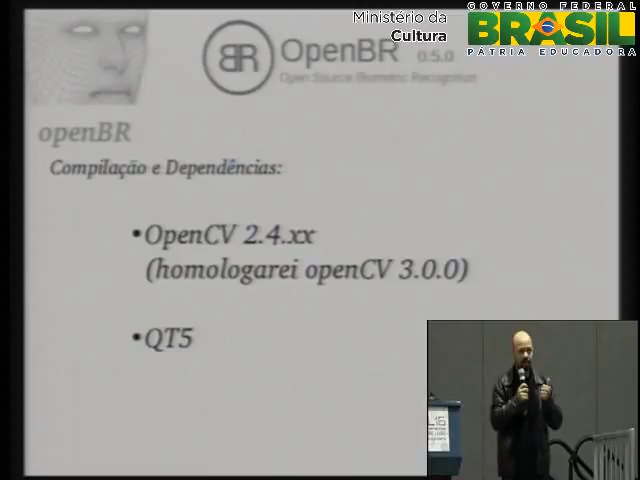 Ministério da
Cultura
GOVERNO FEDERAL
BRASIL
PÁTRIA EDUCADORA
BR
OpenBR 0.5.0
Open Source Biometric Recognition
openBR
Compilação e Dependências:
•OpenCV 2.4.xx
(homologarei openCV 3.0.0)
•QT5